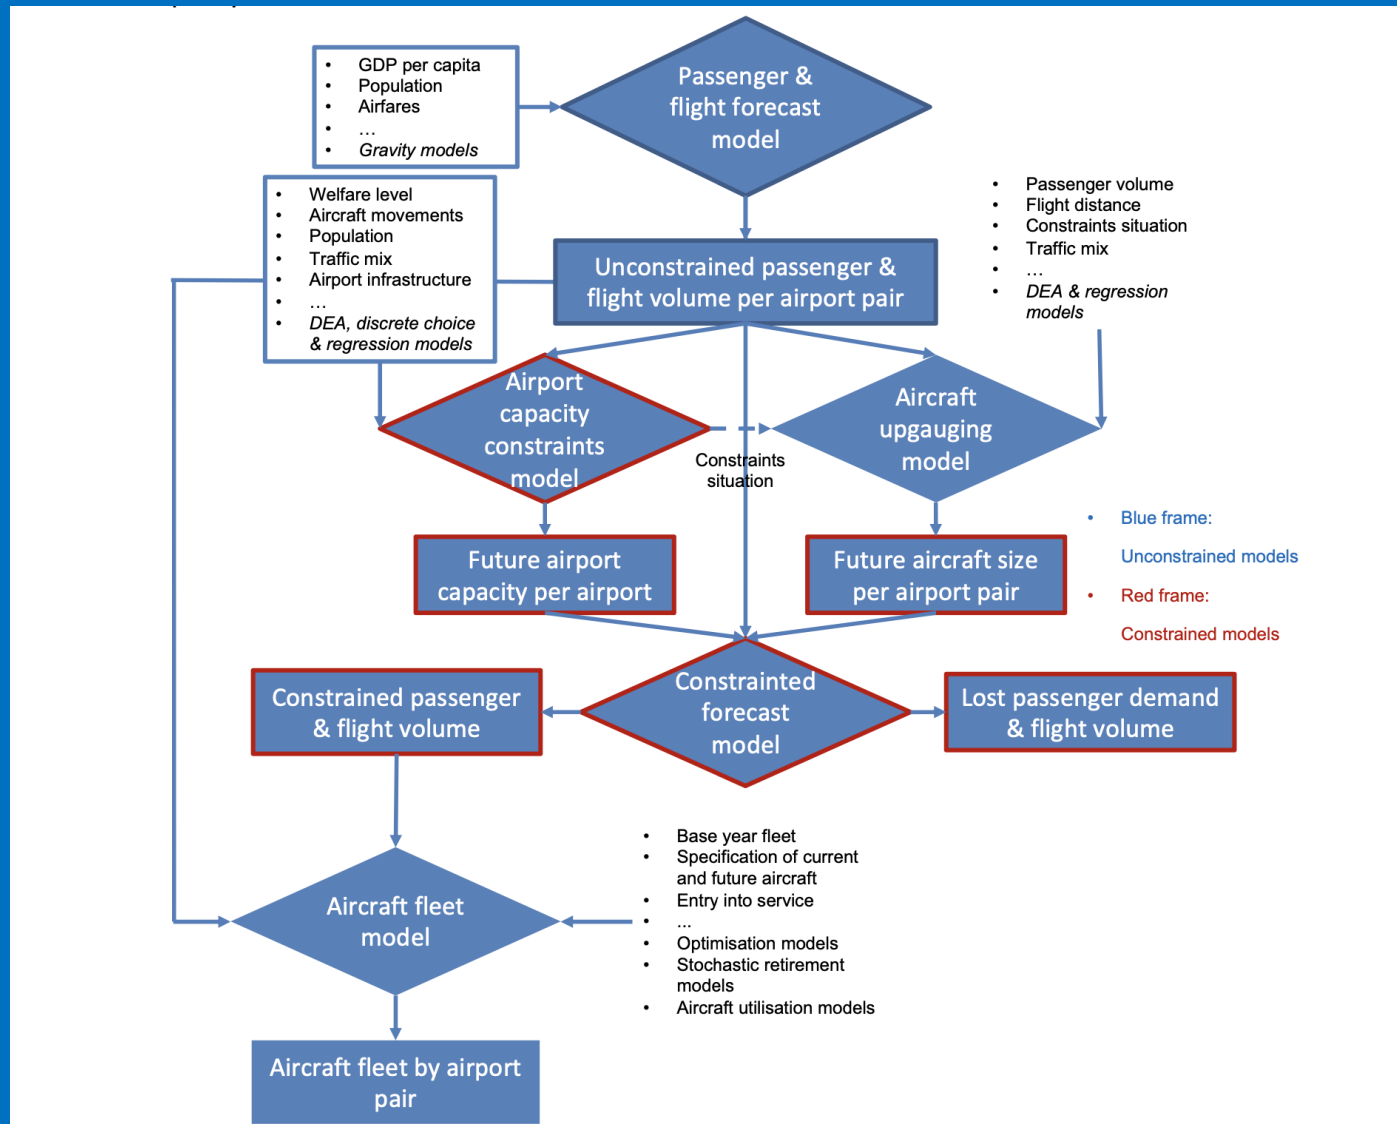 • GDP per capita
• Population
• Airfares
• …
• Gravity models
Passenger &
flight forecast
model
• Welfare level
• Aircraft movements
• Population
• Traffic mix
• Airport infrastructure
• …
• DEA, discrete choice
& regression models
Unconstrained passenger &
flight volume per airport pair
• Passenger volume
• Flight distance
• Constraints situation
• Traffic mix
• …
• DEA & regression
models
Airport
capacity
constraints
model
Constraints
situation
Aircraft
upgauging
model
Future airport
capacity per airport
Future aircraft size
per airport pair
• Blue frame:
Unconstrained models
• Red frame:
Constrained models
Constrained passenger
& flight volume
Constrainted
forecast
model
Lost passenger demand
& flight volume
Aircraft fleet
model
• Base year fleet
• Specification of current
and future aircraft
• Entry into service
• ...
• Optimisation models
• Stochastic retirement
models
• Aircraft utilisation models
Aircraft fleet by airport
pair